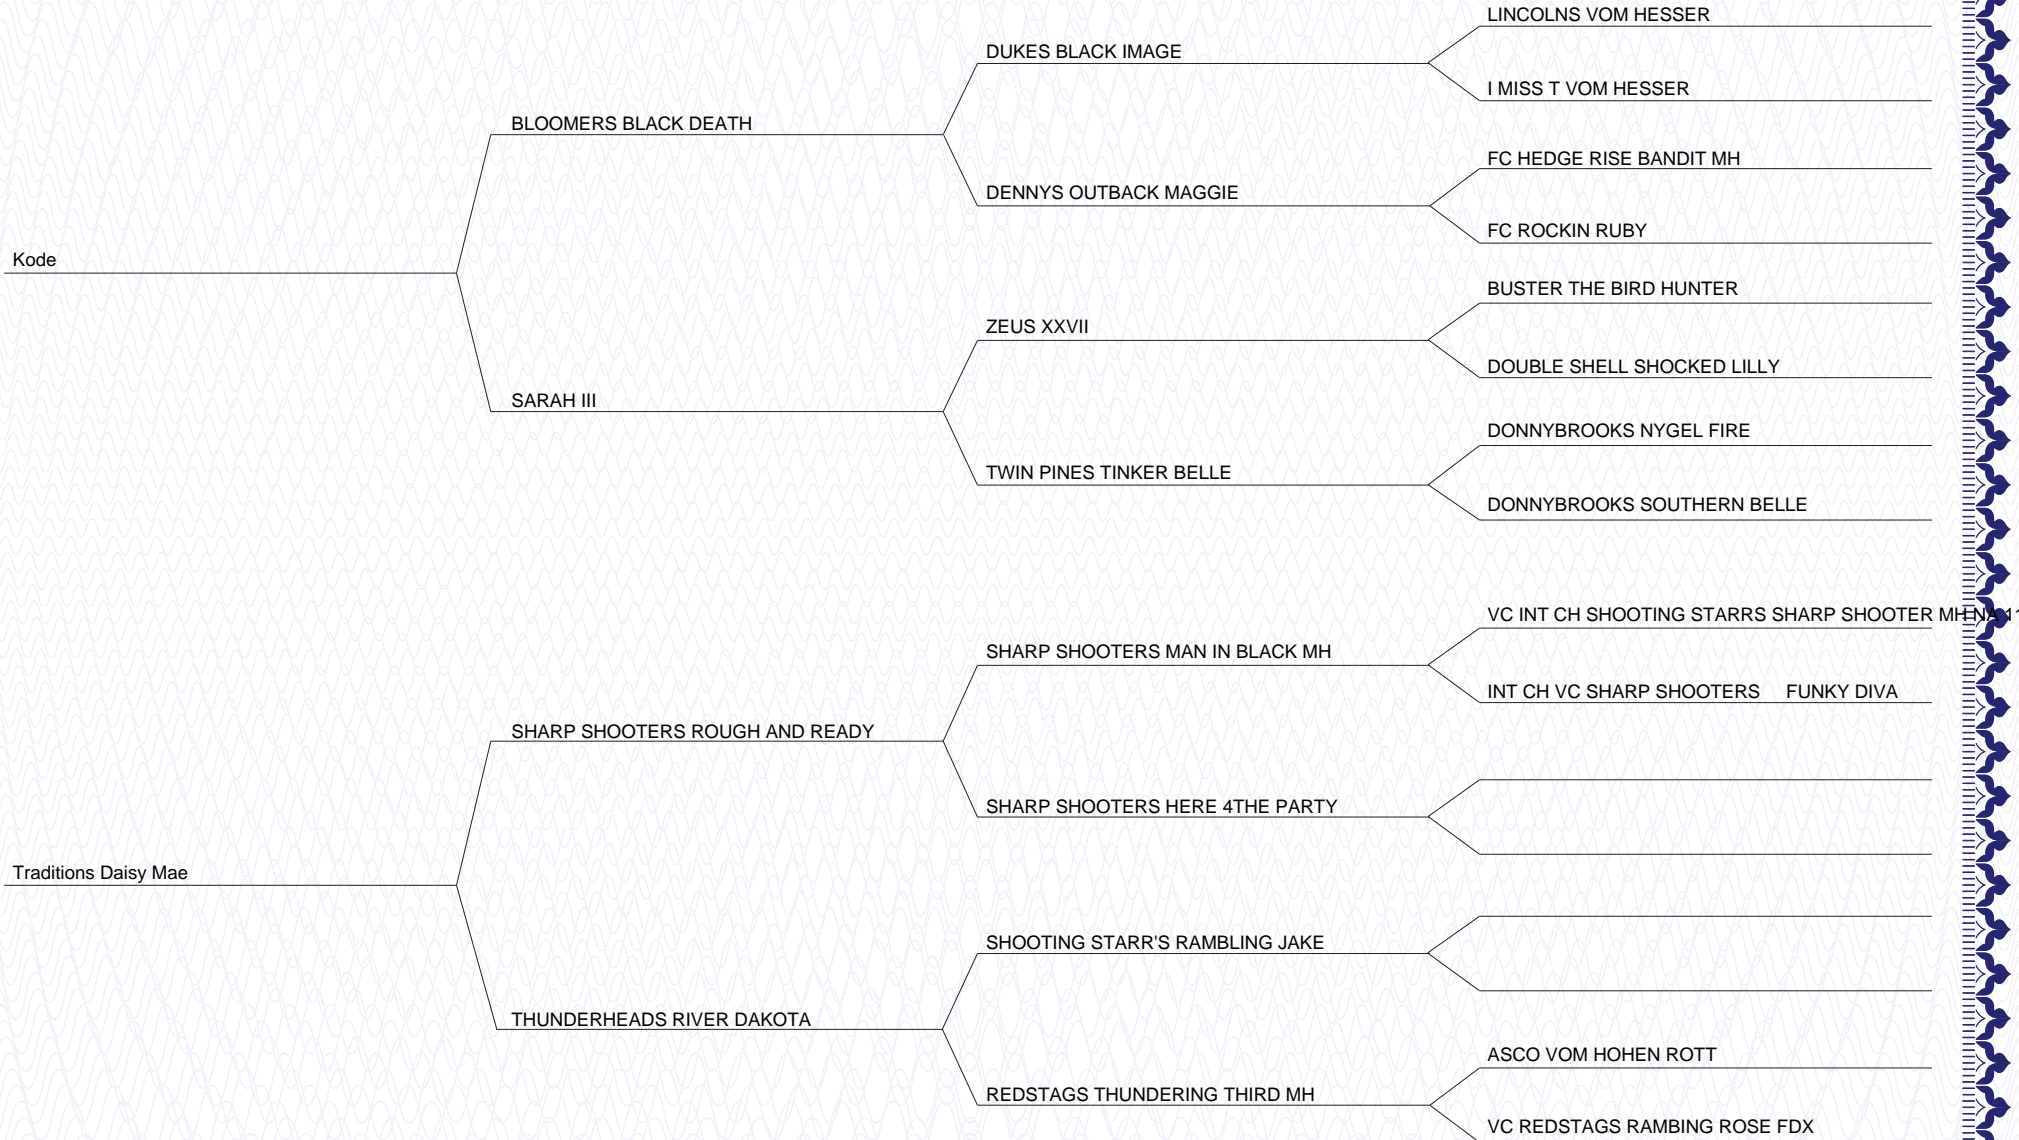 LINCOLNS VOM HESSER
DUKES BLACK IMAGE
I MISS T VOM HESSER
BLOOMERS BLACK DEATH
FC HEDGE RISE BANDIT MH
DENNYS OUTBACK MAGGIE
FC ROCKIN RUBY
Kode
BUSTER THE BIRD HUNTER
ZEUS XXVII
DOUBLE SHELL SHOCKED LILLY
SARAH III
DONNYBROOKS NYGEL FIRE
TWIN PINES TINKER BELLE
DONNYBROOKS SOUTHERN BELLE
VC INT CH SHOOTING STARRS SHARP SHOOTER MH NA
SHARP SHOOTERS MAN IN BLACK MH
INT CH VC SHARP SHOOTERS FUNKY DIVA
SHARP SHOOTERS ROUGH AND READY
SHARP SHOOTERS HERE 4THE PARTY
Traditions Daisy Mae
SHOOTING STARR'S RAMBLING JAKE
THUNDERHEADS RIVER DAKOTA
ASCO VOM HOHEN ROTT
REDSTAGS THUNDERING THIRD MH
VC REDSTAGS RAMBING ROSE FDX